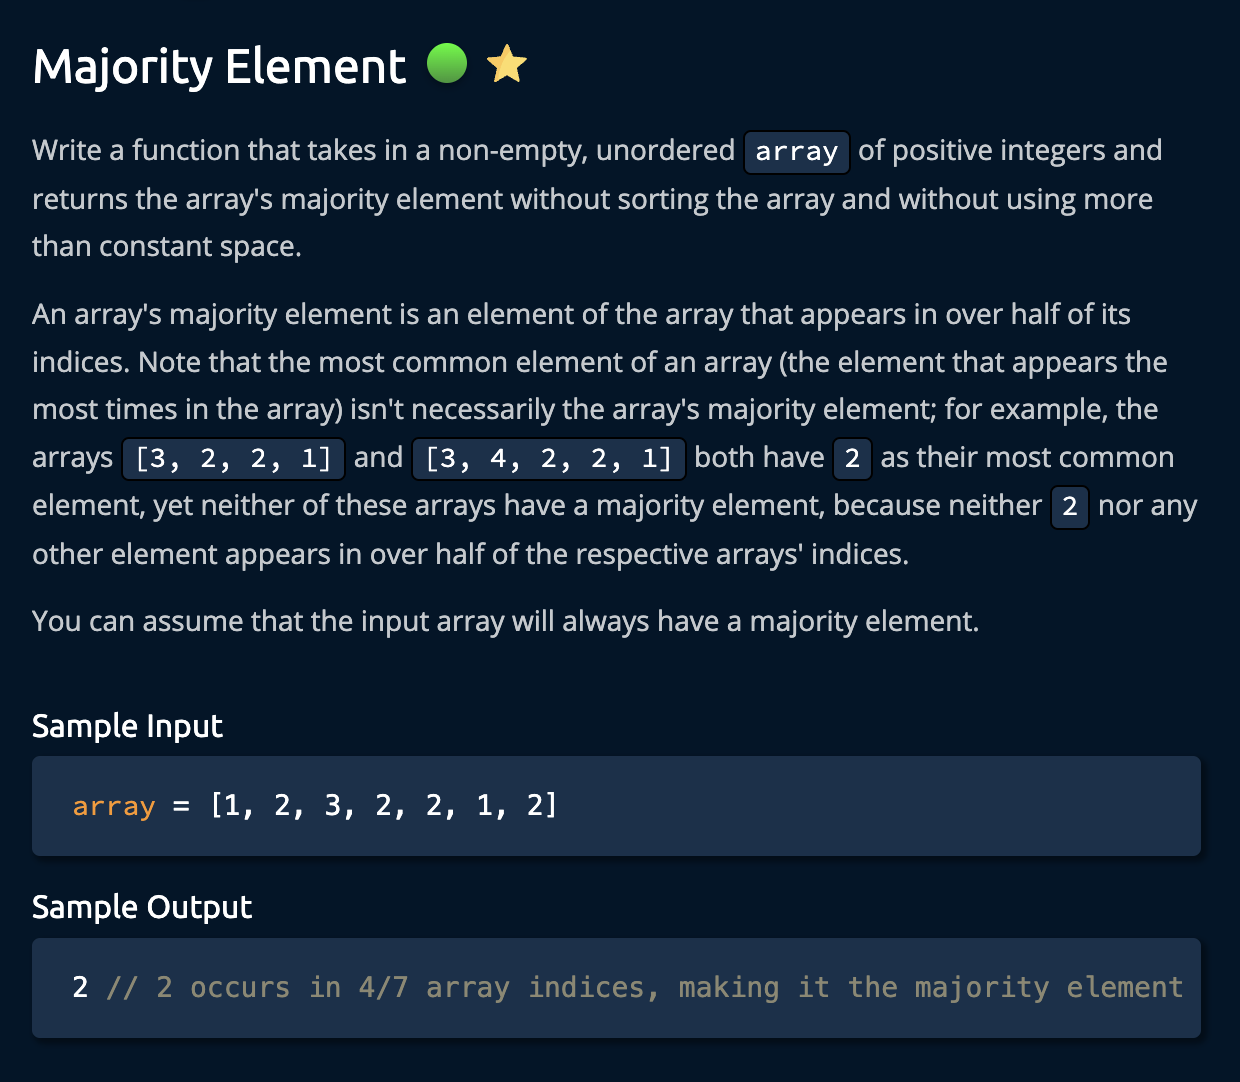 Majority Element
Write a function that takes in a non-empty, unordered array of positive integers and
returns the array's majority element without sorting the array and without using more
than constant space.
An array's majority element is an element of the array that appears in over half of its
indices. Note that the most common element of an array (the element that appears the
most times in the array) isn't necessarily the array's majority element; for example, the
arrays [3, 2, 2, 1] and [3, 4, 2, 2, 1] both have 2 as their most common
element, yet neither of these arrays have a majority element, because neither 2 nor any
other element appears in over half of the respective arrays' indices.
You can assume that the input array will always have a majority element.
Sample Input
array = [1, 2, 3, 2, 2, 1, 2]
Sample Output
2 // 2 occurs in 4/7 array indices, making it the majority element